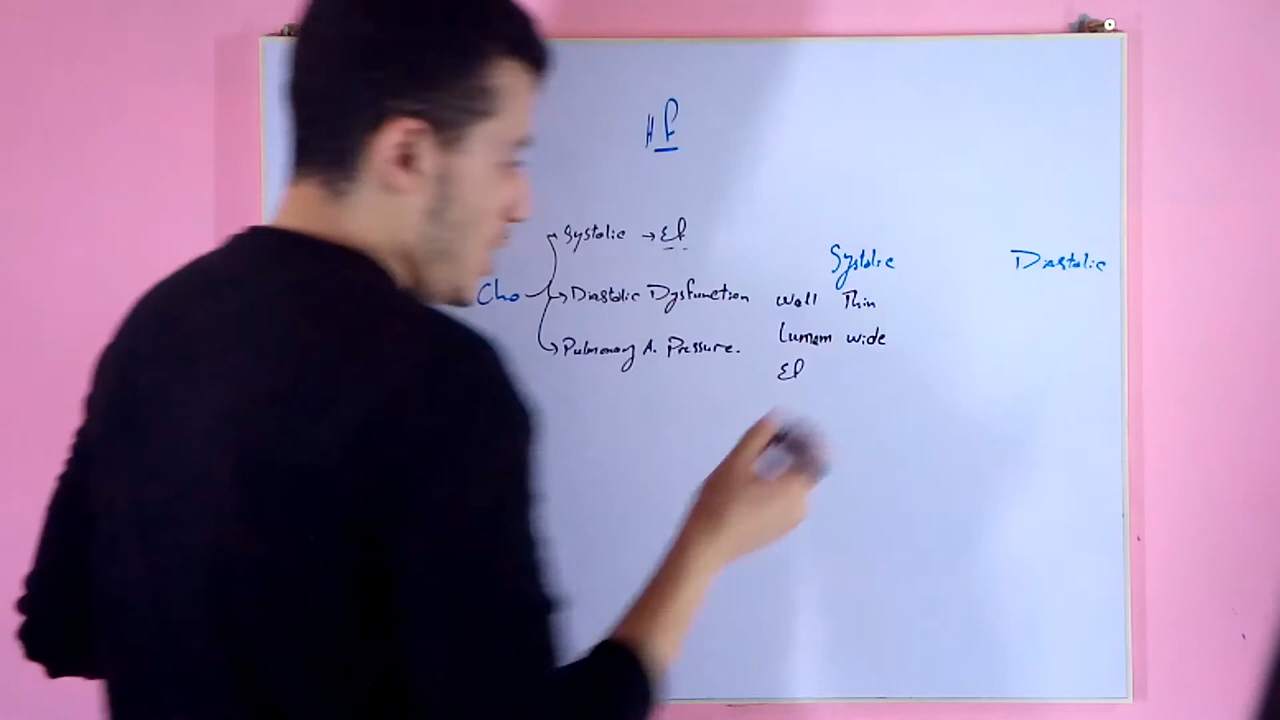 HF
Systolic → EF
Cho → Diastolic Dysfunction
Pulmonary A. Pressure.
Systolic Diastolic
Wall Thin
Lumen wide
EF